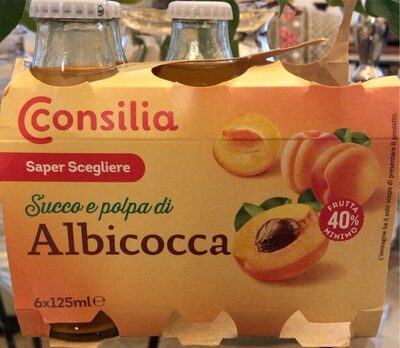 Consilia
Saper Scegliere
Succo e polpa di
Albicocca
6x125ml℮
FRUTTA
40%
MINIMO
L'immagine ha il solo scopo di presentare il prodotto.